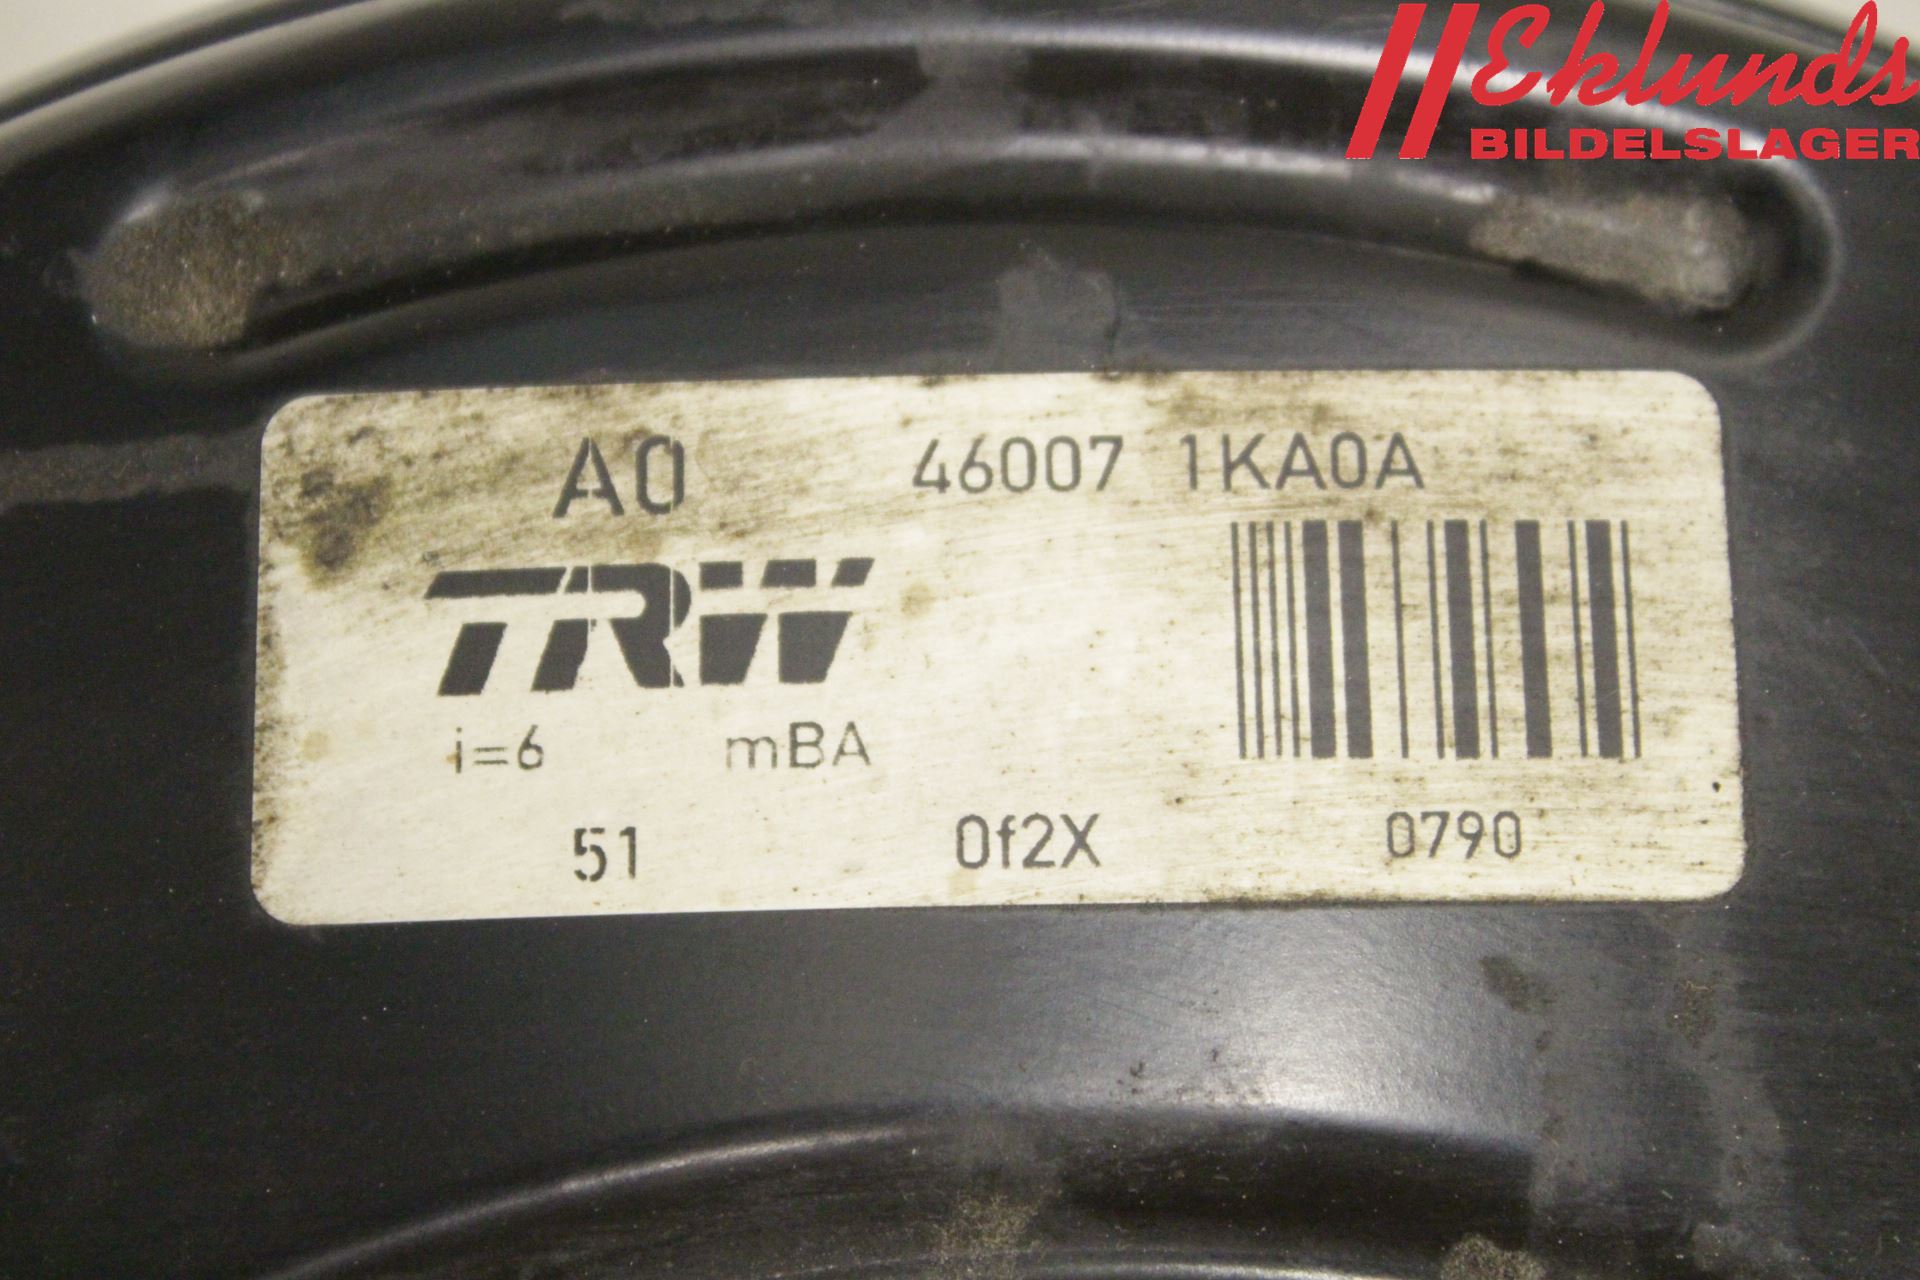 Eklunds
BILDELSLAGER
A0 46007 1KA0A
TRW
i=6 mBA
51 0f2X 0790